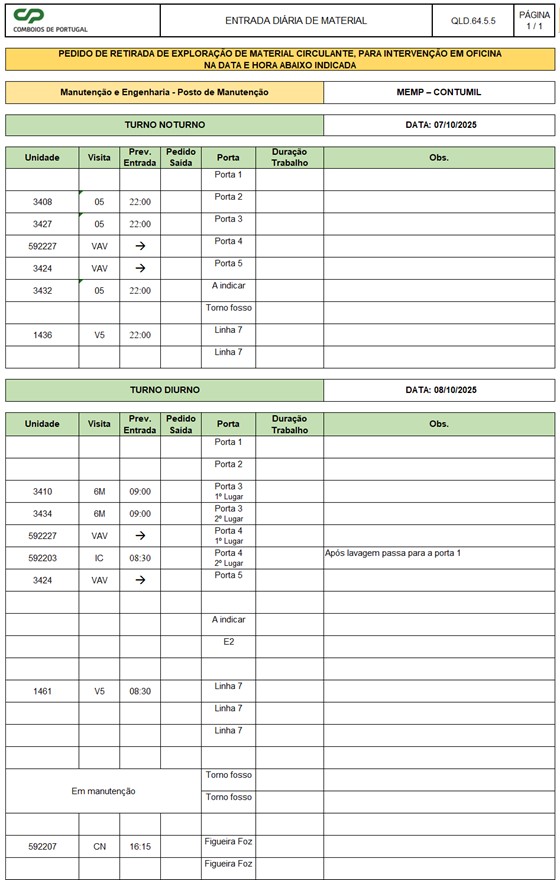 CP
COMBOIOS DE PORTUGAL
ENTRADA DIÁRIA DE MATERIAL
QLD.64.5.5
PÁGINA
1 / 1
PEDIDO DE RETIRADA DE EXPLORAÇÃO DE MATERIAL CIRCULANTE, PARA INTERVENÇÃO EM OFICINA
NA DATA E HORA ABAIXO INDICADA
Manutenção e Engenharia - Posto de Manutenção
MEMP – CONTUMIL
TURNO NOTURNO
DATA: 07/10/2025
Unidade Visita Prev. Entrada Pedido Saída Porta Duração Trabalho Obs.
Porta 1
3408 05 22:00 Porta 2
3427 05 22:00 Porta 3
592227 VAV → Porta 4
3424 VAV → Porta 5
3432 05 22:00 A indicar
Torno fosso
1436 V5 22:00 Linha 7
Linha 7
TURNO DIURNO
DATA: 08/10/2025
Unidade Visita Prev. Entrada Pedido Saída Porta Duração Trabalho Obs.
Porta 1
Porta 2
3410 6M 09:00 Porta 3 1º Lugar
3434 6M 09:00 Porta 3 2º Lugar
592227 VAV → Porta 4 1º Lugar
592203 IC 08:30 Porta 4 2º Lugar Após lavagem passa para a porta 1
3424 VAV → Porta 5
A indicar
E2
1461 V5 08:30 Linha 7
Linha 7
Linha 7
Em manutenção
Torno fosso
Torno fosso
592207 CN 16:15 Figueira Foz
Figueira Foz